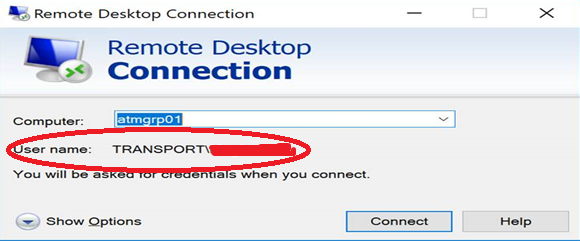 Remote Desktop Connection
Remote Desktop
Connection
Computer: atmgrp01
User name: TRANSPORT\
You will be asked for credentials when you connect.
Show Options Connect Help